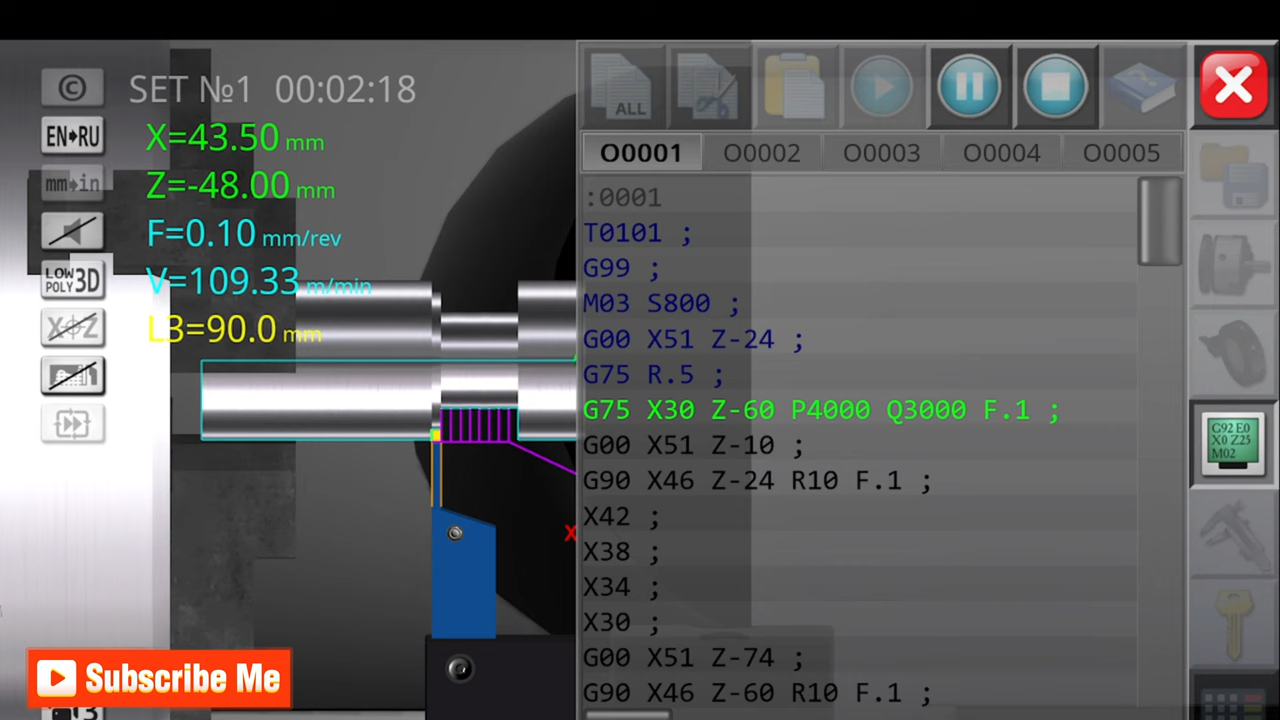 SET №1 00:02:18
X=43.50 mm
Z=-48.00 mm
F=0.10 mm/rev
V=109.33 m/min
L3=90.0 mm
©
EN→RU
mm→in
LOW POLY 3D
X Z
ALL
O0001 O0002 O0003 O0004 O0005
:0001
T0101 ;
G99 ;
M03 S800 ;
G00 X51 Z-24 ;
G75 R.5 ;
G75 X30 Z-60 P4000 Q3000 F.1 ;
G00 X51 Z-10 ;
G90 X46 Z-24 R10 F.1 ;
X42 ;
X38 ;
X34 ;
X30 ;
G00 X51 Z-74 ;
G90 X46 Z-60 R10 F.1 ;
G92 E0
X0 Z25
M02
X
Subscribe Me
3